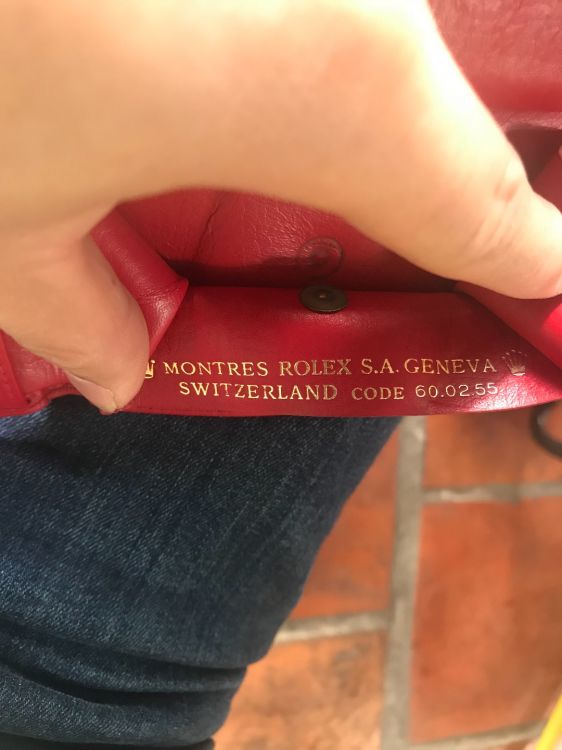 MONTRES ROLEX S.A. GENEVA
SWITZERLAND CODE 60.02.55